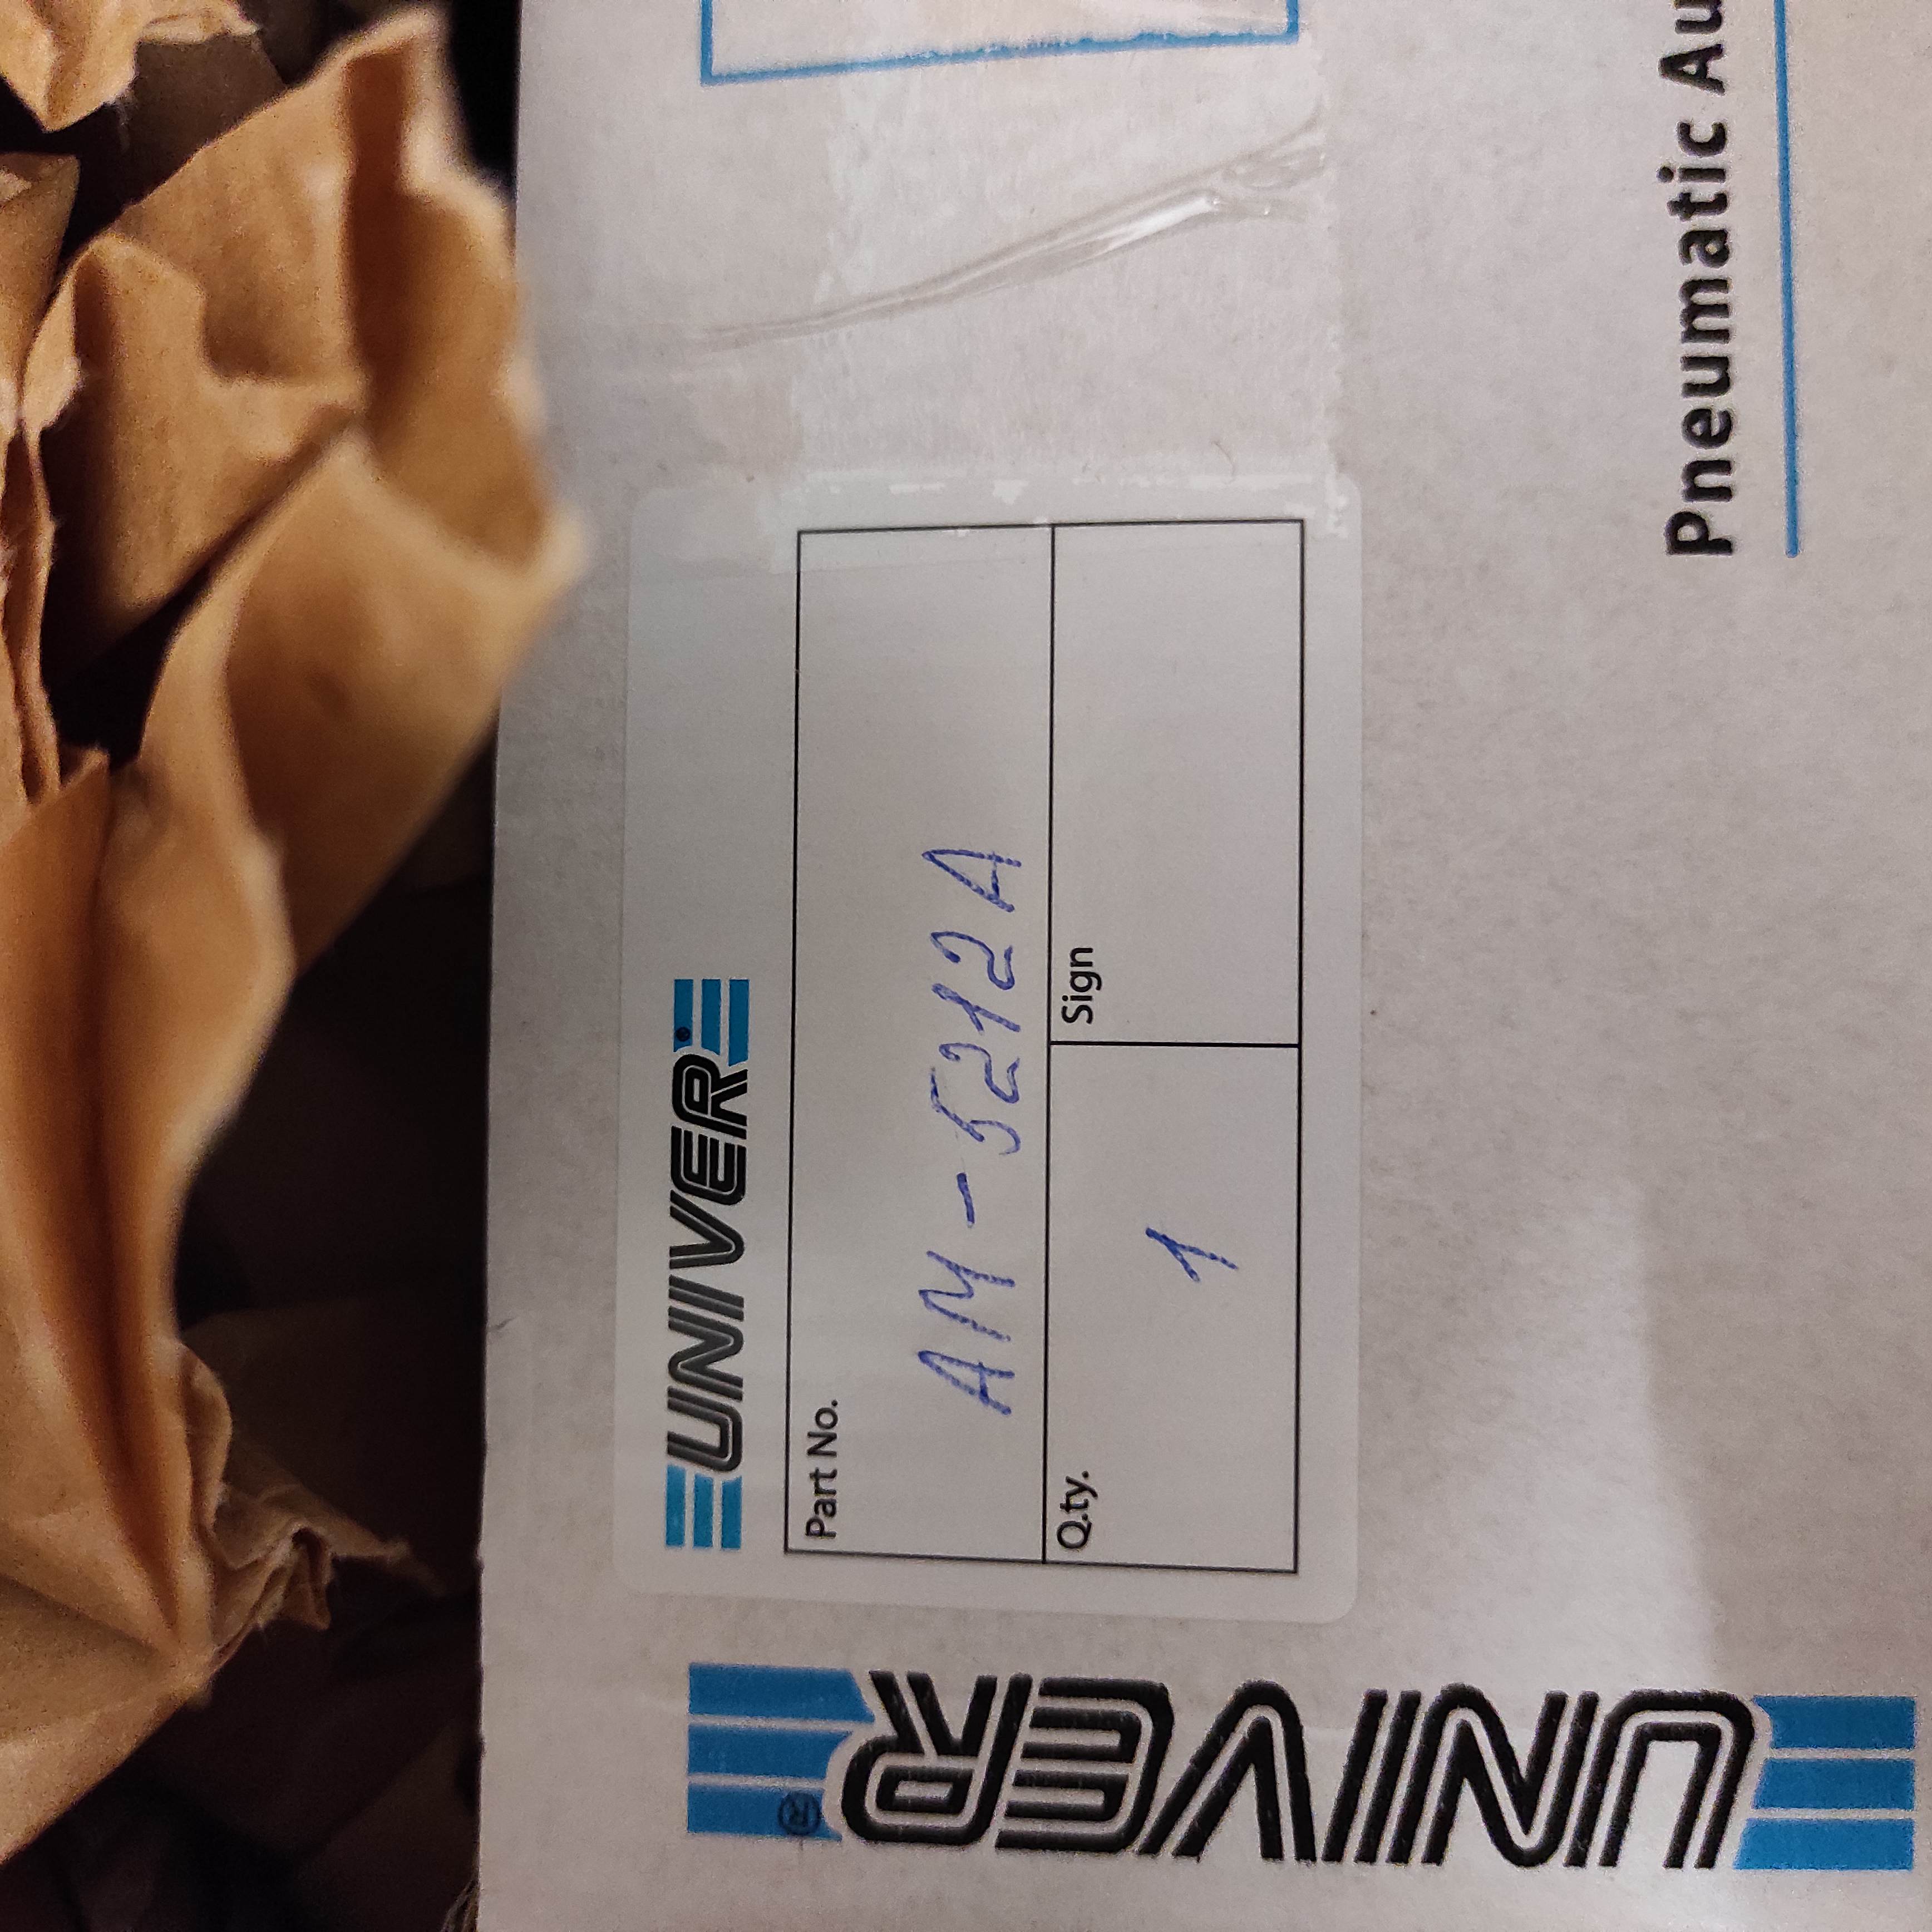 UNIVER®
Part No.
AM-5212A
Q.ty.
1
Sign
UNIVER®
Pneumatic Au